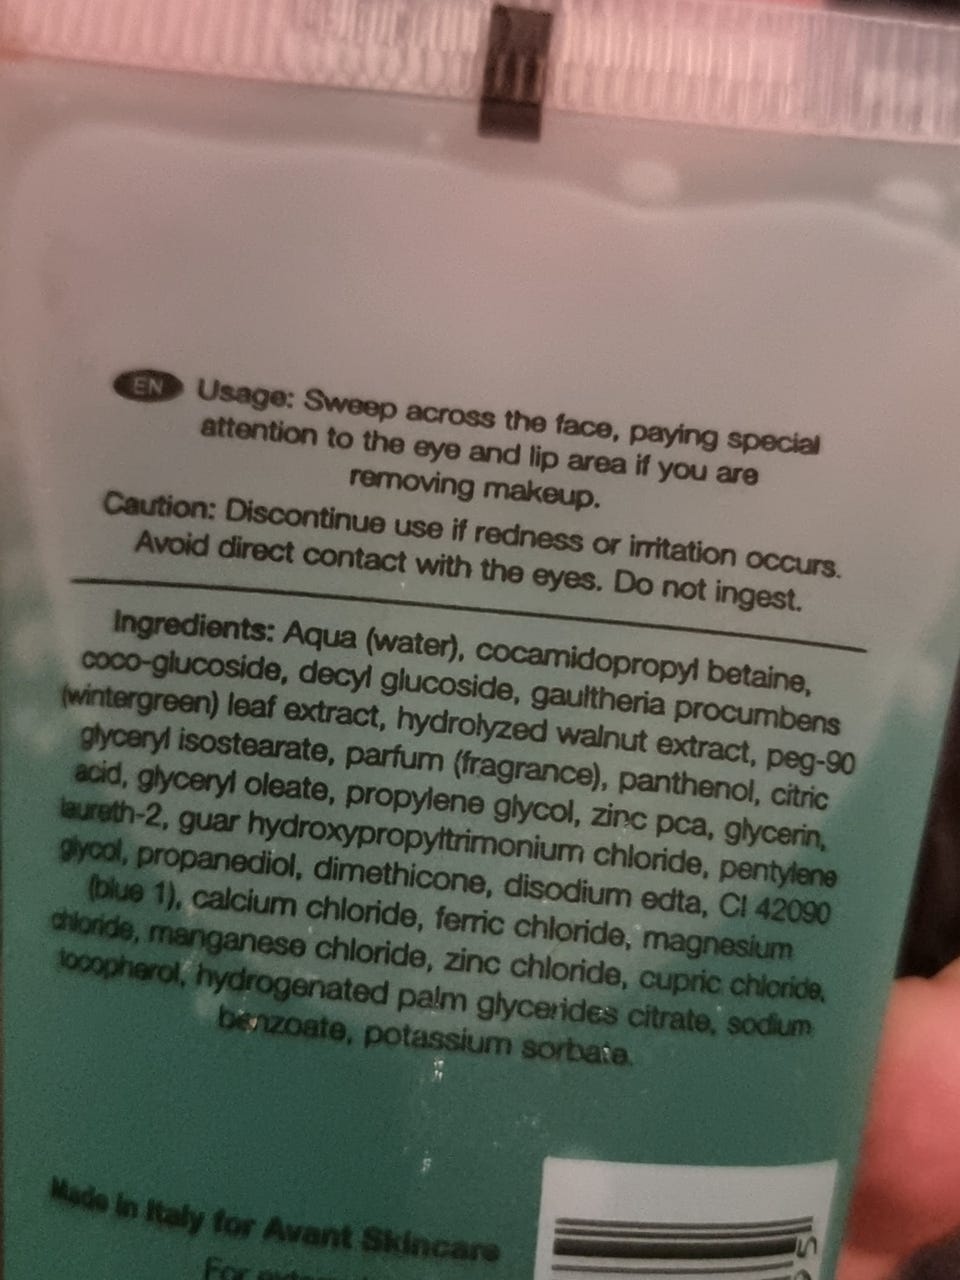 EN Usage: Sweep across the face, paying special
attention to the eye and lip area if you are
removing makeup.
Caution: Discontinue use if redness or irritation occurs.
Avoid direct contact with the eyes. Do not ingest.
Ingredients: Aqua (water), cocamidopropyl betaine,
coco-glucoside, decyl glucoside, gaultheria procumbens
(wintergreen) leaf extract, hydrolyzed walnut extract, peg-90
glyceryl isostearate, parfum (fragrance), panthenol, citric
acid, glyceryl oleate, propylene glycol, zinc pca, glycerin,
laureth-2, guar hydroxypropyltrimonium chloride, pentylene
glycol, propanediol, dimethicone, disodium edta, CI 42090
(blue 1), calcium chloride, ferric chloride, magnesium
chloride, manganese chloride, zinc chloride, cupric chloride,
tocopherol, hydrogenated palm glycerides citrate, sodium
benzoate, potassium sorbate.
Made in Italy for Avant Skincare
For